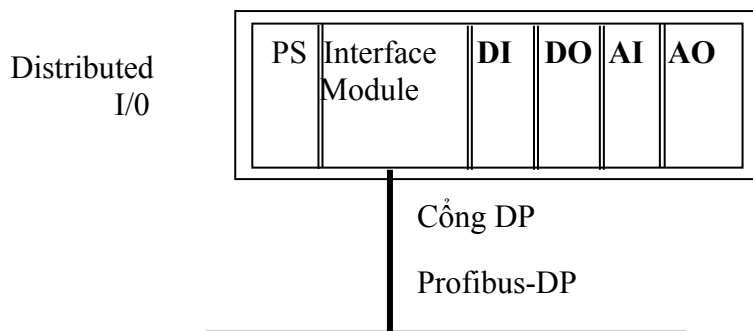 Distributed
I/0
PS
Interface
Module
DI
DO
AI
AO
Cổng DP
Profibus-DP